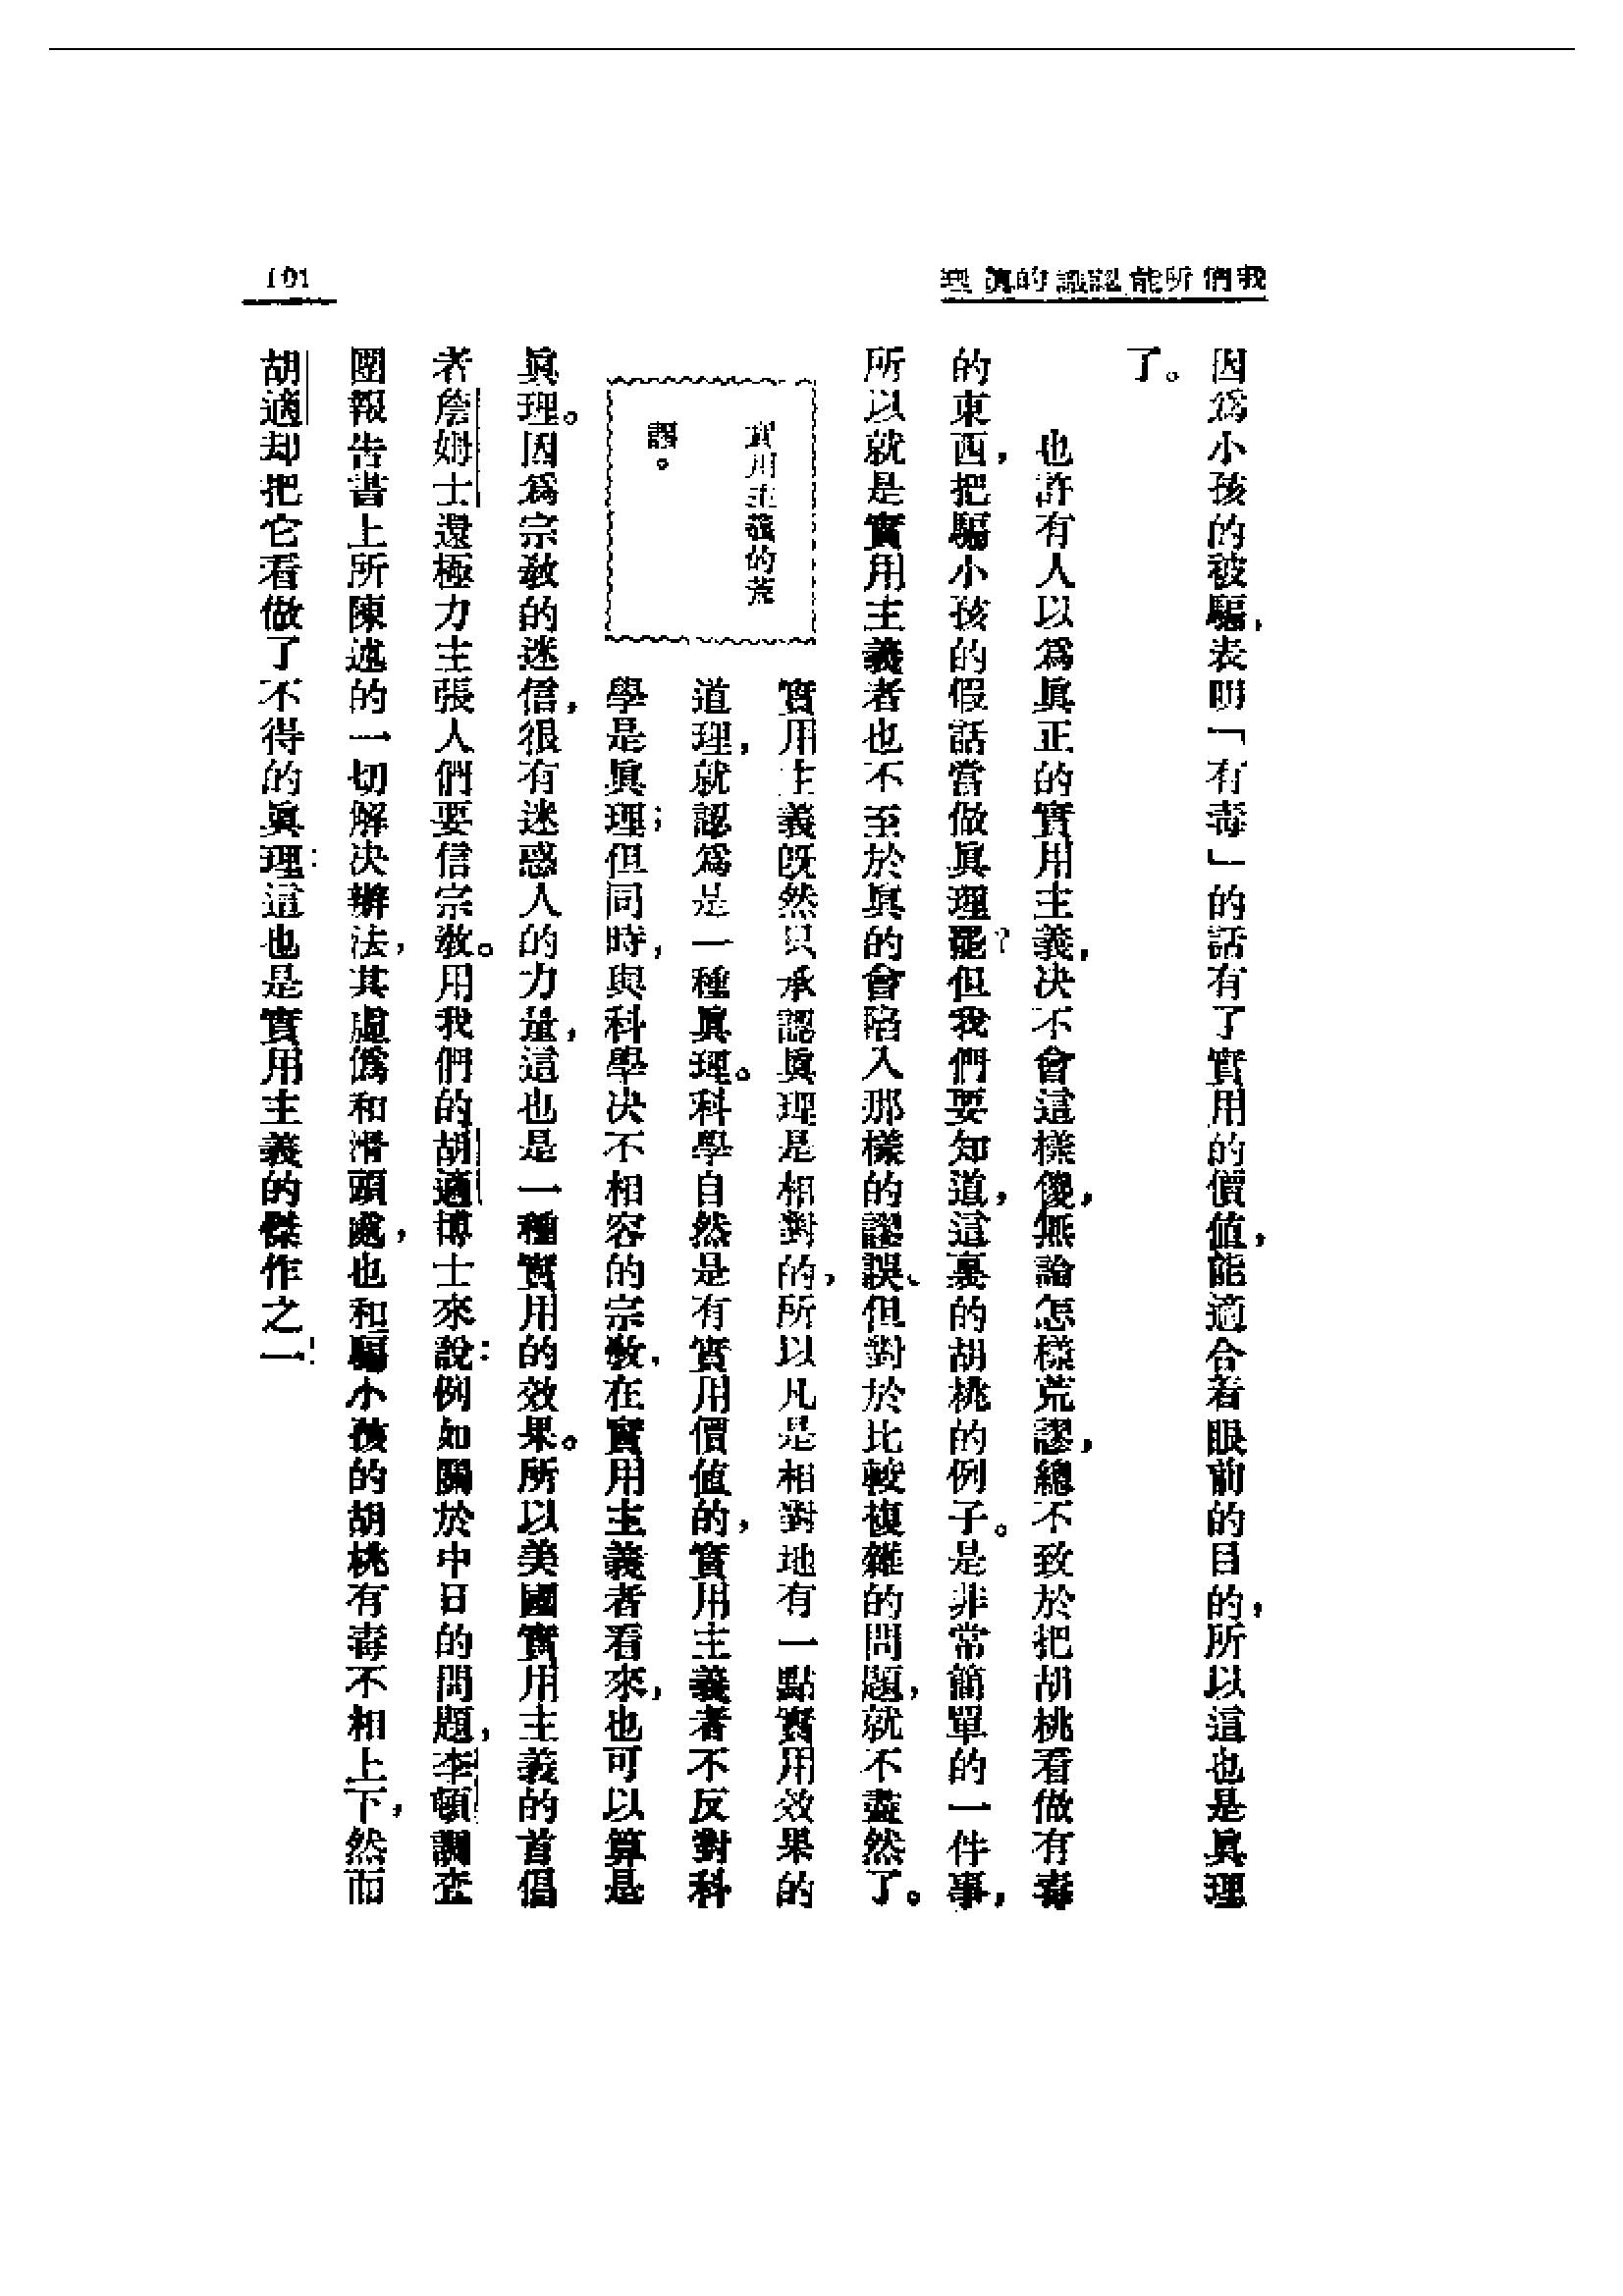 我們所能認識的眞理
101
因爲小孩的被騙，表明「有毒」的話有了實用的價值，能適合着眼前的目的，所以這也是眞理
了。
也許有人以爲眞正的實用主義，决不會這樣傻，無論怎樣荒謬，總不致於把胡桃看做有毒
的東西，把騙小孩的假話當做眞理罷？但我們要知道，這裏的胡桃的例子。是非常簡單的一件事，
所以就是實用主義者也不至於眞的會陷入那樣的謬誤、但對於比較複雜的問題，就不盡然了。
實用主義的荒
謬。
實用主義旣然只承認眞理是相對的，所以凡是相對地有一點實用效果的
道理，就認爲是一種眞理。科學自然是有實用價值的，實用主義者不反對科
學是眞理；但同時，與科學决不相容的宗敎，在實用主義者看來，也可以算是
眞理。因爲宗敎的迷信，很有迷惑人的力量，這也是一種實用的效果。所以美國實用主義的首倡
者詹姆士還極力主張人們要信宗敎。用我們的胡適博士來說：例如關於中日的問題，李頓調查
團報告書上所陳述的一切解决辦法，其虛僞和滑頭處，也和騙小孩的胡桃有毒不相上下，然而
胡適却把它看做了不得的眞理：這也是實用主義的傑作之一！